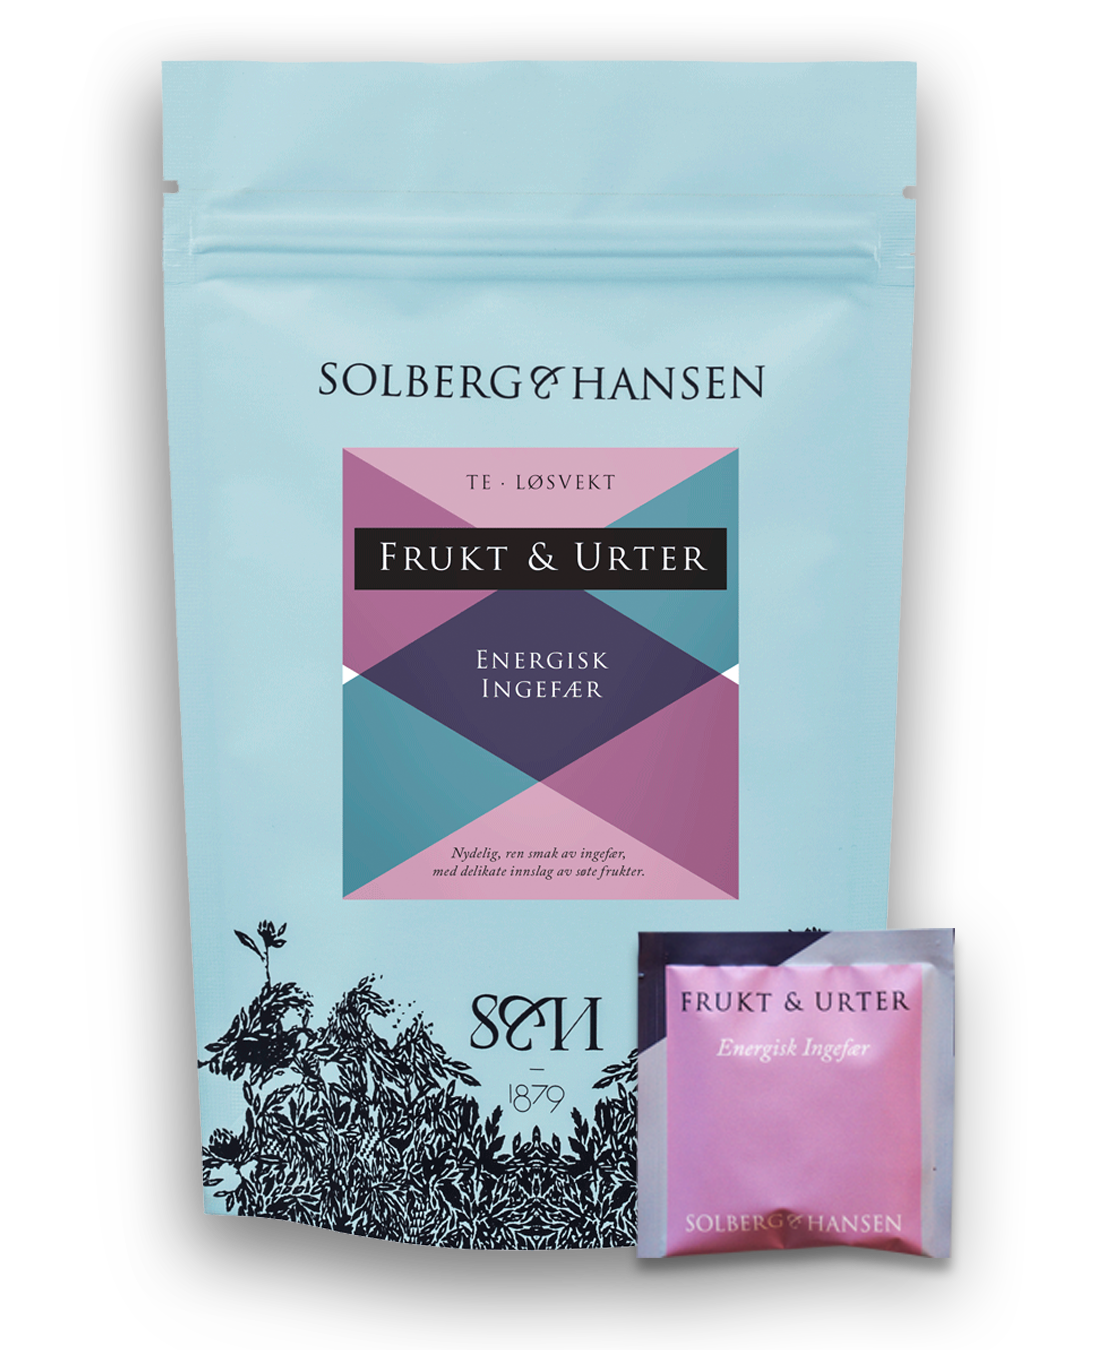 SOLBERG & HANSEN
TE · LØSVEKT
FRUKT & URTER
ENERGISK
INGEFÆR
Nydelig, ren smak av ingefær,
med delikate innslag av søte frukter.
S&H
–
1879
FRUKT & URTER
Energisk Ingefær
SOLBERG & HANSEN